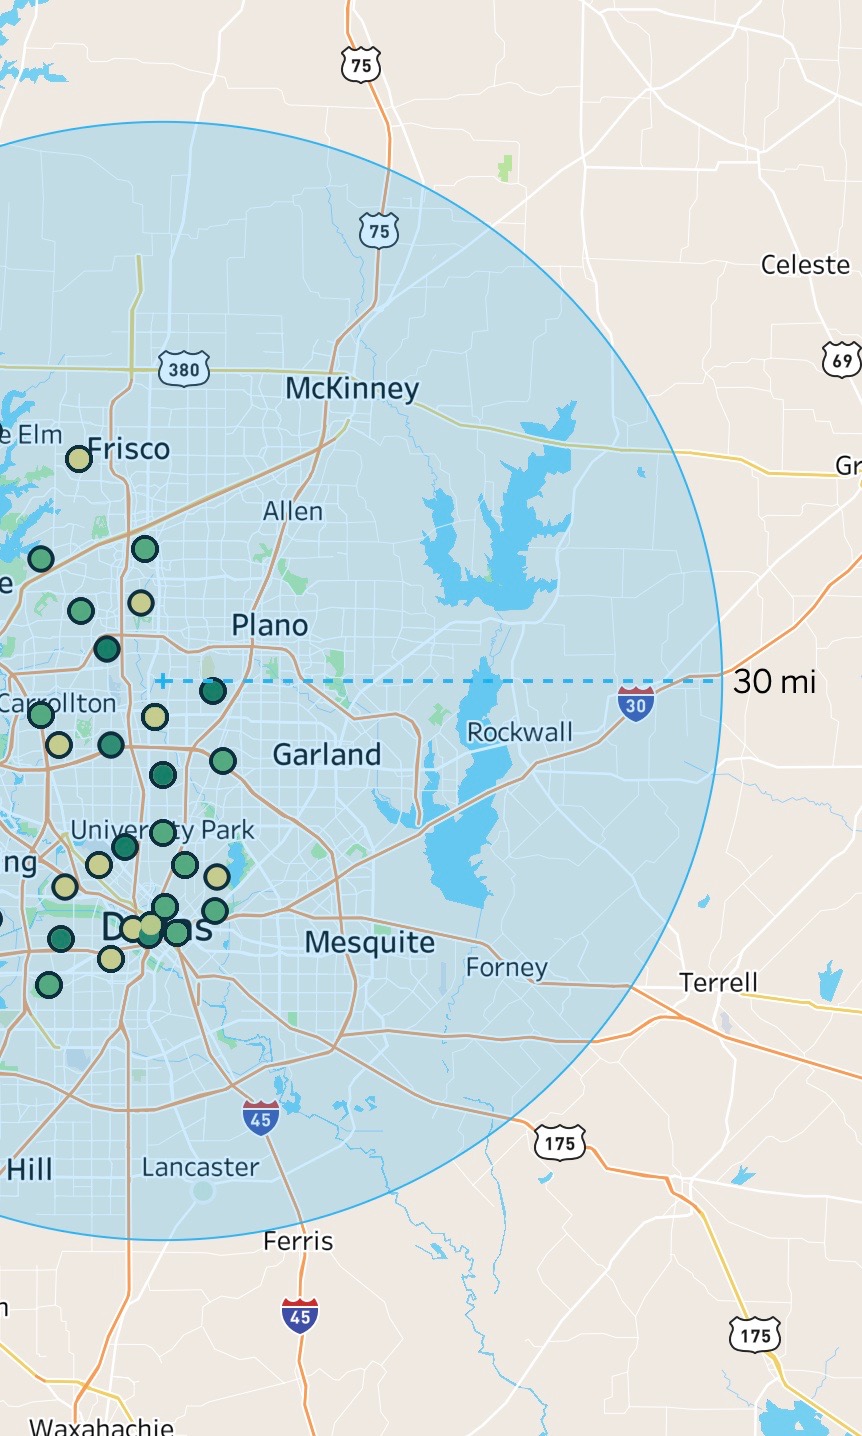 75
75
Celeste
69
380
McKinney
e Elm
Frisco
Gr
Allen
e
Plano
30 mi
Carrollton
30
Rockwall
Garland
University Park
ng
Dallas
Mesquite
Forney
Terrell
45
175
Hill
Lancaster
Ferris
n
45
175
Waxahachie